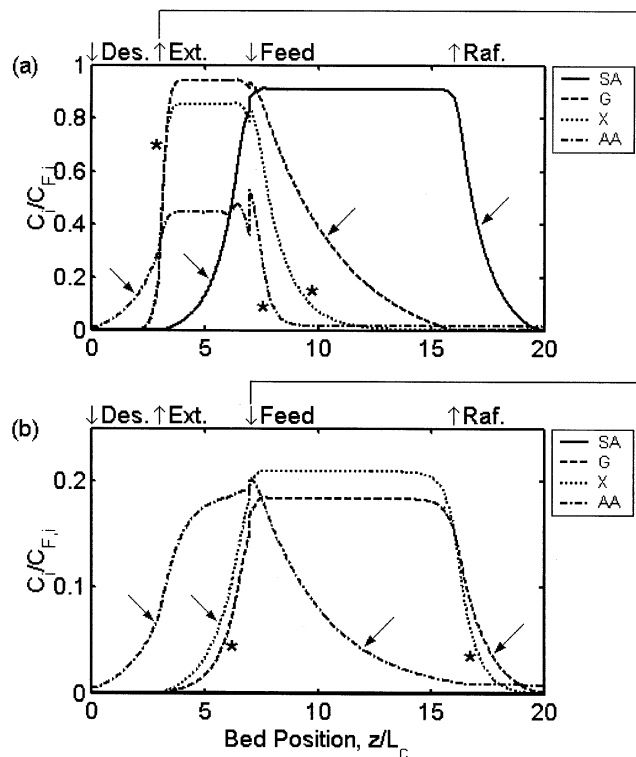 ↓Des. ↑Ext. ↓Feed ↑Raf.
(a)
SA
G
X
AA
1
0.8
0.6
0.4
0.2
0
C_i/C_F,i
*
*
*
0 5 10 15 20
↓Des. ↑Ext. ↓Feed ↑Raf.
(b)
SA
G
X
AA
0.2
0.1
0
C_i/C_F,i
*
*
0 5 10 15 20
Bed Position, z/L_c